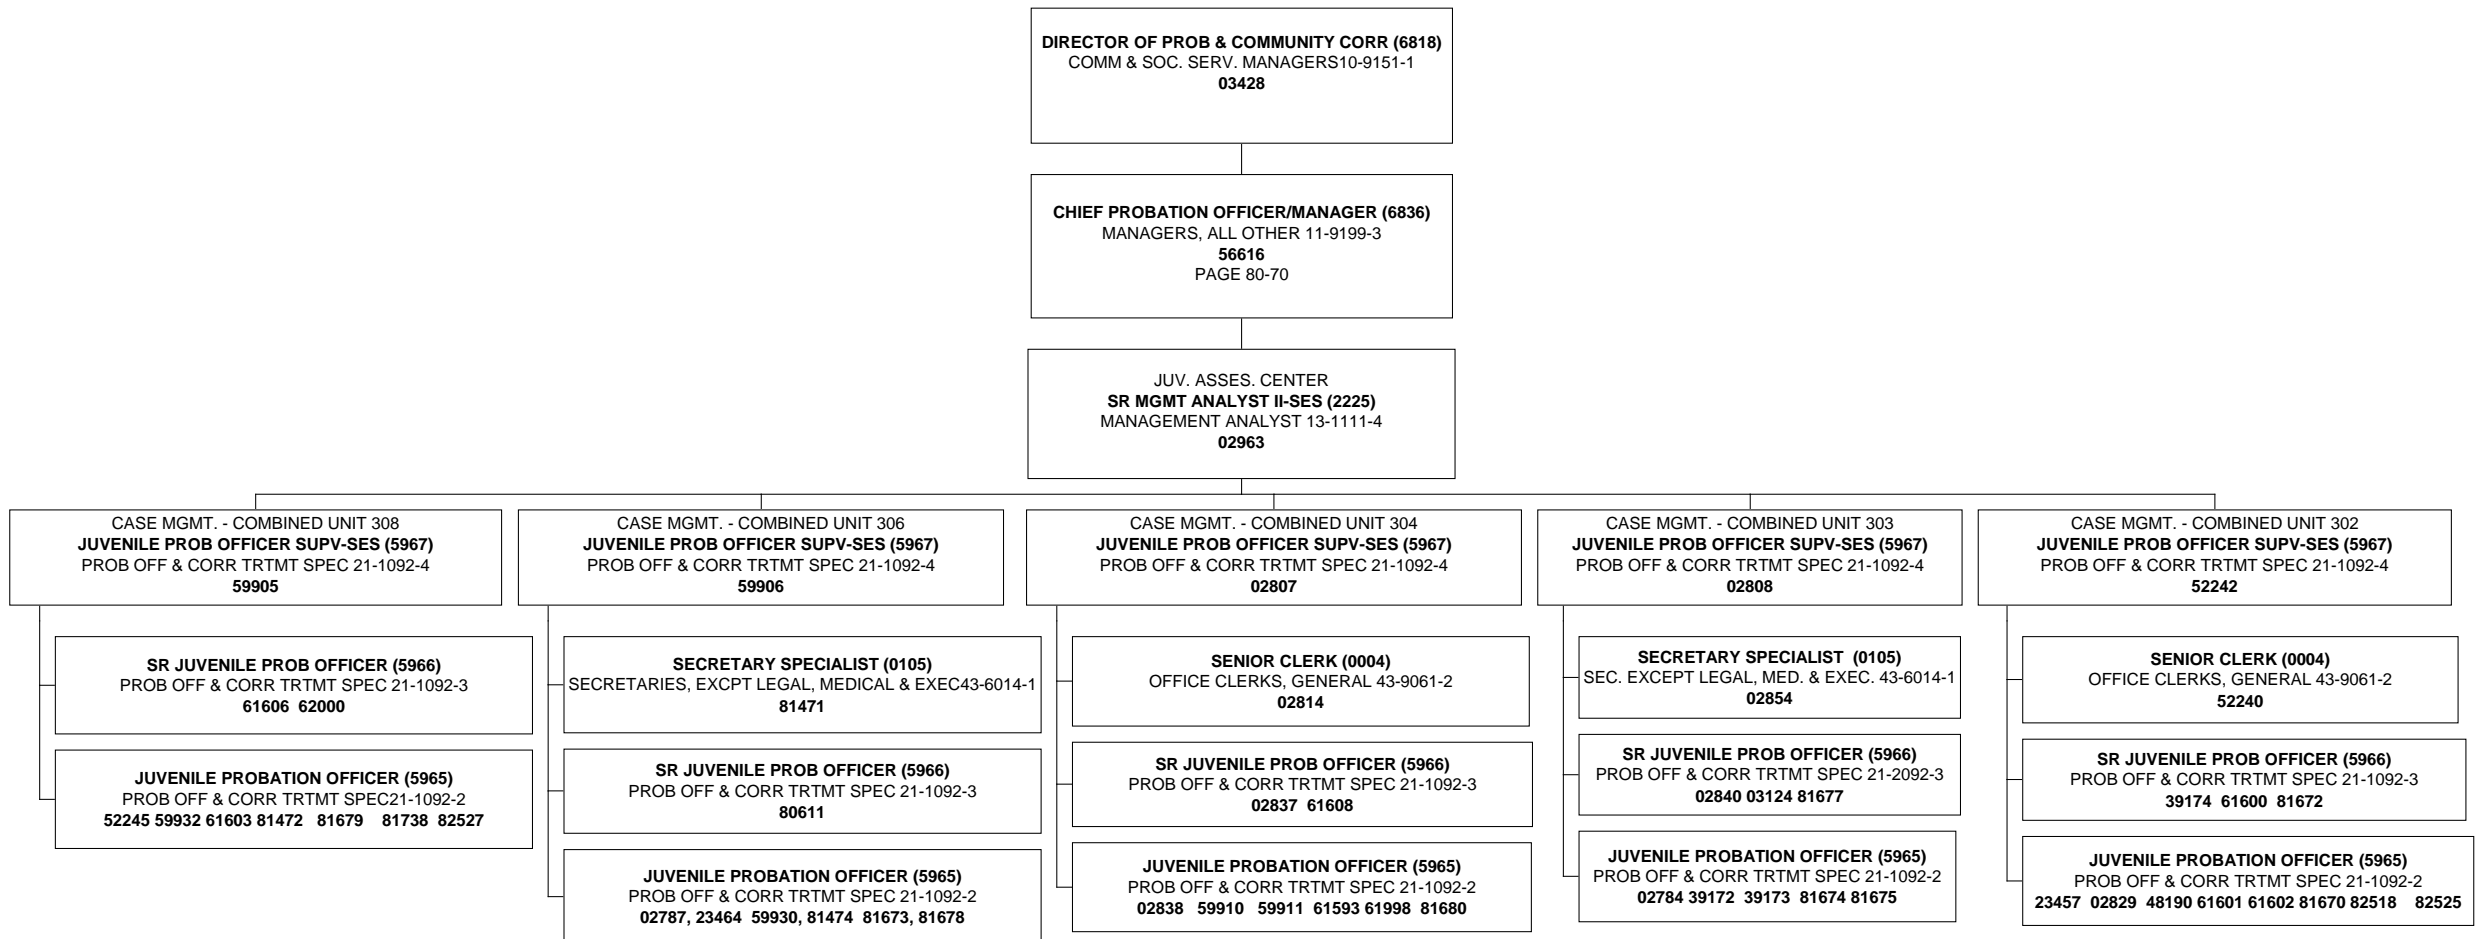 DIRECTOR OF PROB & COMMUNITY CORR (6818)
COMM & SOC. SERV. MANAGERS10-9151-1
03428
CHIEF PROBATION OFFICER/MANAGER (6836)
MANAGERS, ALL OTHER 11-9199-3
56616
PAGE 80-70
JUV. ASSES. CENTER
SR MGMT ANALYST II-SES (2225)
MANAGEMENT ANALYST 13-1111-4
02963
CASE MGMT. - COMBINED UNIT 308
JUVENILE PROB OFFICER SUPV-SES (5967)
PROB OFF & CORR TRTMT SPEC 21-1092-4
59905
SR JUVENILE PROB OFFICER (5966)
PROB OFF & CORR TRTMT SPEC 21-1092-3
61606 62000
JUVENILE PROBATION OFFICER (5965)
PROB OFF & CORR TRTMT SPEC21-1092-2
52245 59932 61603 81472 81679 81738 82527
CASE MGMT. - COMBINED UNIT 306
JUVENILE PROB OFFICER SUPV-SES (5967)
PROB OFF & CORR TRTMT SPEC 21-1092-4
59906
SECRETARY SPECIALIST (0105)
SECRETARIES, EXCPT LEGAL, MEDICAL & EXEC43-6014-1
81471
SR JUVENILE PROB OFFICER (5966)
PROB OFF & CORR TRTMT SPEC 21-1092-3
80611
JUVENILE PROBATION OFFICER (5965)
PROB OFF & CORR TRTMT SPEC 21-1092-2
02787, 23464 59930, 81474 81673, 81678
CASE MGMT. - COMBINED UNIT 304
JUVENILE PROB OFFICER SUPV-SES (5967)
PROB OFF & CORR TRTMT SPEC 21-1092-4
02807
SENIOR CLERK (0004)
OFFICE CLERKS, GENERAL 43-9061-2
02814
SR JUVENILE PROB OFFICER (5966)
PROB OFF & CORR TRTMT SPEC 21-1092-3
02837 61608
JUVENILE PROBATION OFFICER (5965)
PROB OFF & CORR TRTMT SPEC 21-1092-2
02838 59910 59911 61593 61998 81680
CASE MGMT. - COMBINED UNIT 303
JUVENILE PROB OFFICER SUPV-SES (5967)
PROB OFF & CORR TRTMT SPEC 21-1092-4
02808
SECRETARY SPECIALIST (0105)
SEC. EXCEPT LEGAL, MED. & EXEC. 43-6014-1
02854
SR JUVENILE PROB OFFICER (5966)
PROB OFF & CORR TRTMT SPEC 21-2092-3
02840 03124 81677
JUVENILE PROBATION OFFICER (5965)
PROB OFF & CORR TRTMT SPEC 21-1092-2
02784 39172 39173 81674 81675
CASE MGMT. - COMBINED UNIT 302
JUVENILE PROB OFFICER SUPV-SES (5967)
PROB OFF & CORR TRTMT SPEC 21-1092-4
52242
SENIOR CLERK (0004)
OFFICE CLERKS, GENERAL 43-9061-2
52240
SR JUVENILE PROB OFFICER (5966)
PROB OFF & CORR TRTMT SPEC 21-1092-3
39174 61600 81672
JUVENILE PROBATION OFFICER (5965)
PROB OFF & CORR TRTMT SPEC 21-1092-2
23457 02829 48190 61601 61602 81670 82518 82525